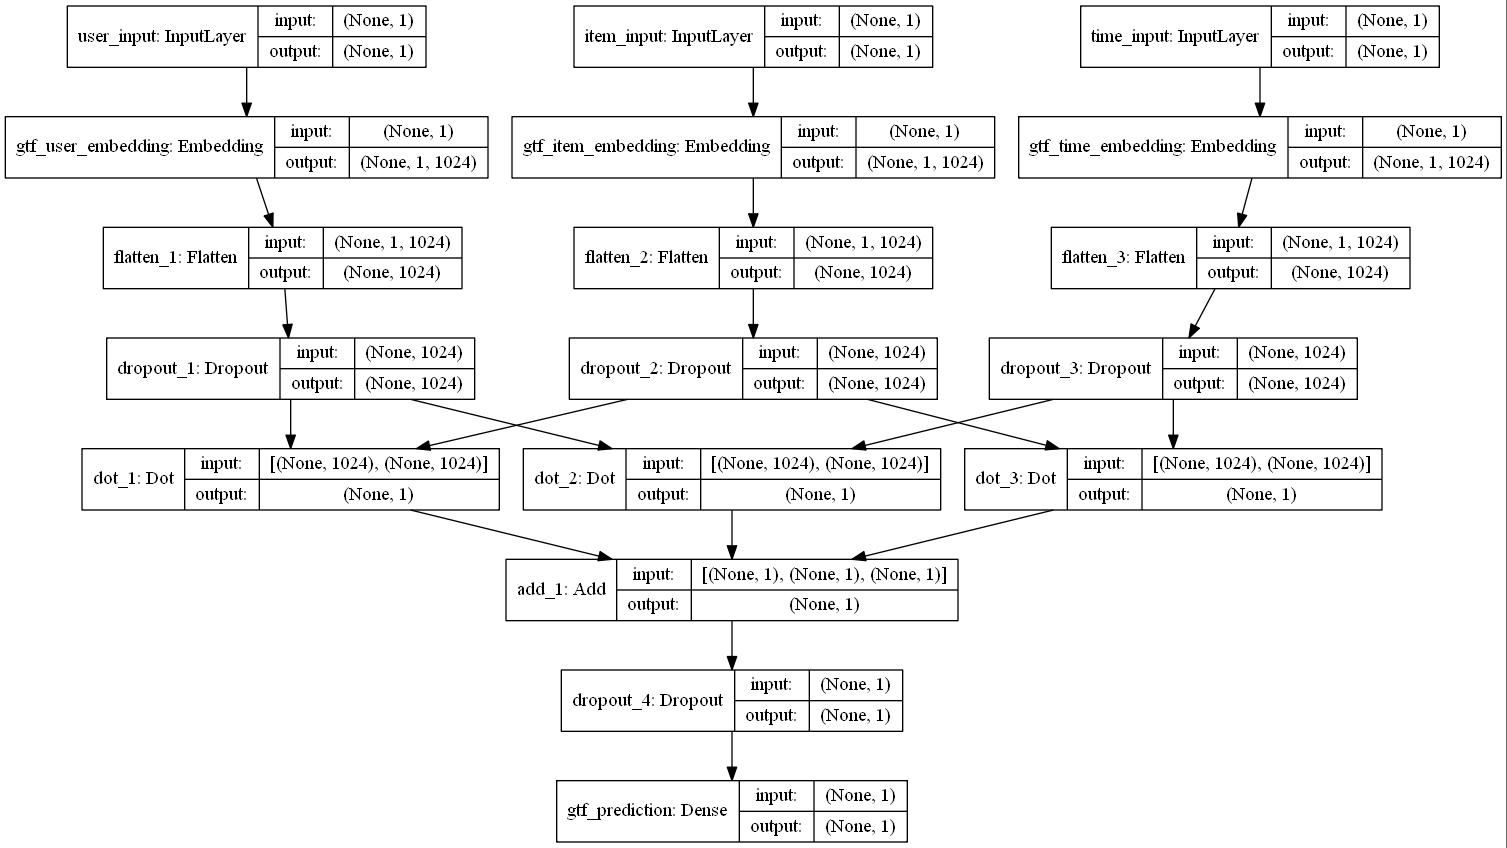 user_input: InputLayer
input:
(None, 1)
output:
(None, 1)
item_input: InputLayer
input:
(None, 1)
output:
(None, 1)
time_input: InputLayer
input:
(None, 1)
output:
(None, 1)
gtf_user_embedding: Embedding
input:
(None, 1)
output:
(None, 1, 1024)
gtf_item_embedding: Embedding
input:
(None, 1)
output:
(None, 1, 1024)
gtf_time_embedding: Embedding
input:
(None, 1)
output:
(None, 1, 1024)
flatten_1: Flatten
input:
(None, 1, 1024)
output:
(None, 1024)
flatten_2: Flatten
input:
(None, 1, 1024)
output:
(None, 1024)
flatten_3: Flatten
input:
(None, 1, 1024)
output:
(None, 1024)
dropout_1: Dropout
input:
(None, 1024)
output:
(None, 1024)
dropout_2: Dropout
input:
(None, 1024)
output:
(None, 1024)
dropout_3: Dropout
input:
(None, 1024)
output:
(None, 1024)
dot_1: Dot
input:
[(None, 1024), (None, 1024)]
output:
(None, 1)
dot_2: Dot
input:
[(None, 1024), (None, 1024)]
output:
(None, 1)
dot_3: Dot
input:
[(None, 1024), (None, 1024)]
output:
(None, 1)
add_1: Add
input:
[(None, 1), (None, 1), (None, 1)]
output:
(None, 1)
dropout_4: Dropout
input:
(None, 1)
output:
(None, 1)
gtf_prediction: Dense
input:
(None, 1)
output:
(None, 1)